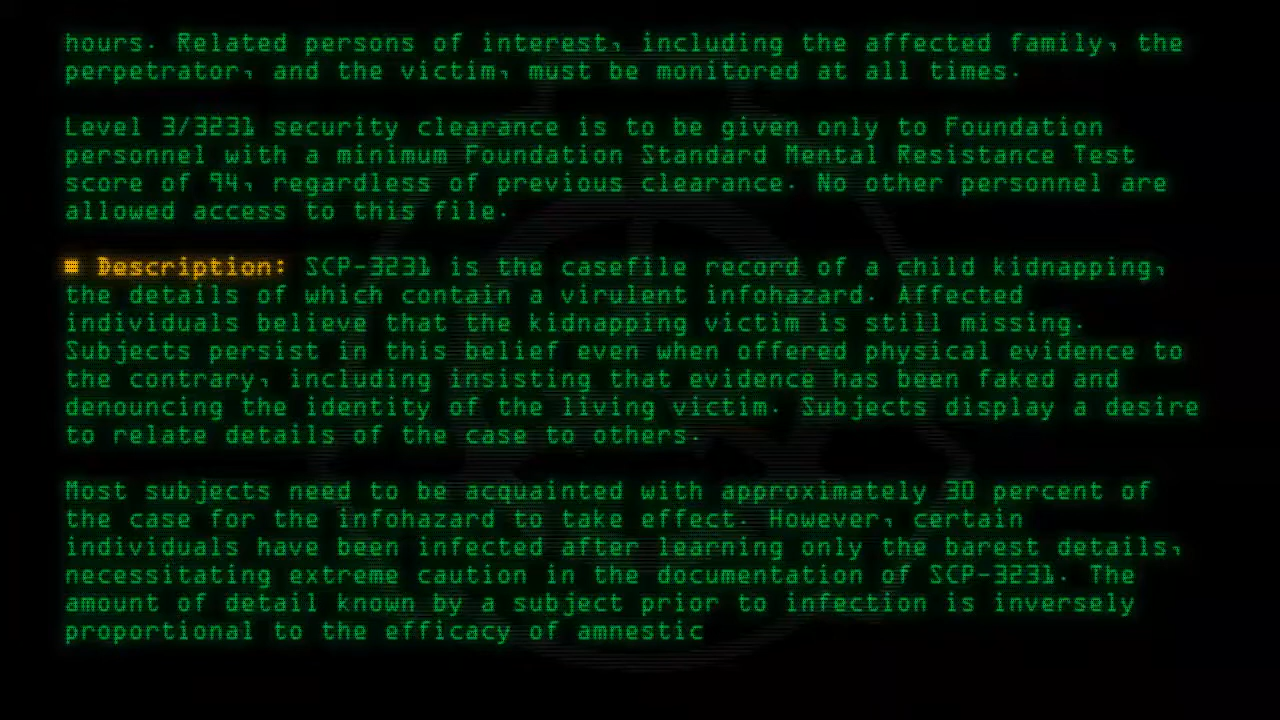 hours. Related persons of interest, including the affected family, the
perpetrator, and the victim, must be monitored at all times.
Level 3/3231 security clearance is to be given only to Foundation
personnel with a minimum Foundation Standard Mental Resistance Test
score of 94, regardless of previous clearance. No other personnel are
allowed access to this file.
■ Description: SCP-3231 is the casefile record of a child kidnapping,
the details of which contain a virulent infohazard. Affected
individuals believe that the kidnapping victim is still missing.
Subjects persist in this belief even when offered physical evidence to
the contrary, including insisting that evidence has been faked and
denouncing the identity of the living victim. Subjects display a desire
to relate details of the case to others.
Most subjects need to be acquainted with approximately 30 percent of
the case for the infohazard to take effect. However, certain
individuals have been infected after learning only the barest details,
necessitating extreme caution in the documentation of SCP-3231. The
amount of detail known by a subject prior to infection is inversely
proportional to the efficacy of amnestic